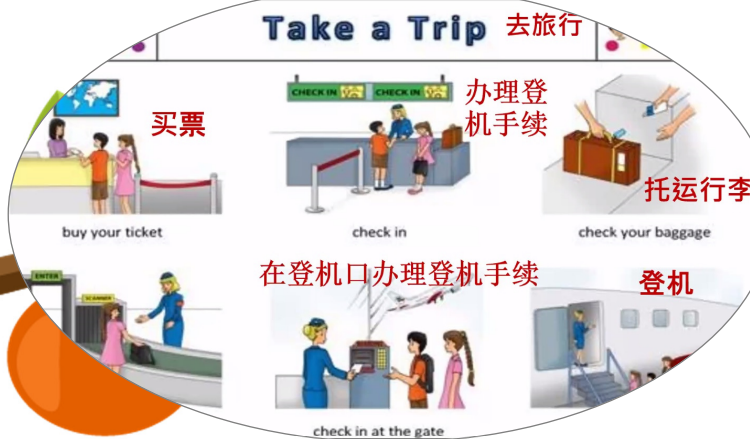 Take a Trip 去旅行
CHECK IN CHECK IN
办理登
机手续
买票
托运行李
buy your ticket
check in
check your baggage
ENTER
SCANNER
在登机口办理登机手续
登机
check in at the gate